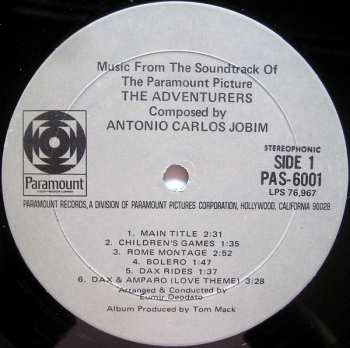 Music From The Soundtrack Of
The Paramount Picture
THE ADVENTURERS
Composed by
ANTONIO CARLOS JOBIM
Paramount
STEREOPHONIC
SIDE 1
PAS-6001
LPS 76,967
PARAMOUNT RECORDS, A DIVISION OF PARAMOUNT PICTURES CORPORATION, HOLLYWOOD, CALIFORNIA 90028
1. MAIN TITLE 2:31
2. CHILDREN'S GAMES 1:35
3. ROME MONTAGE 2:52
4. BOLERO 1:47
5. DAX RIDES 1:52
6. DAX & AMPARO (LOVE THEME) 3:28
Arranged & Conducted by
Eumir Deodato
Album Produced by Tom Mack